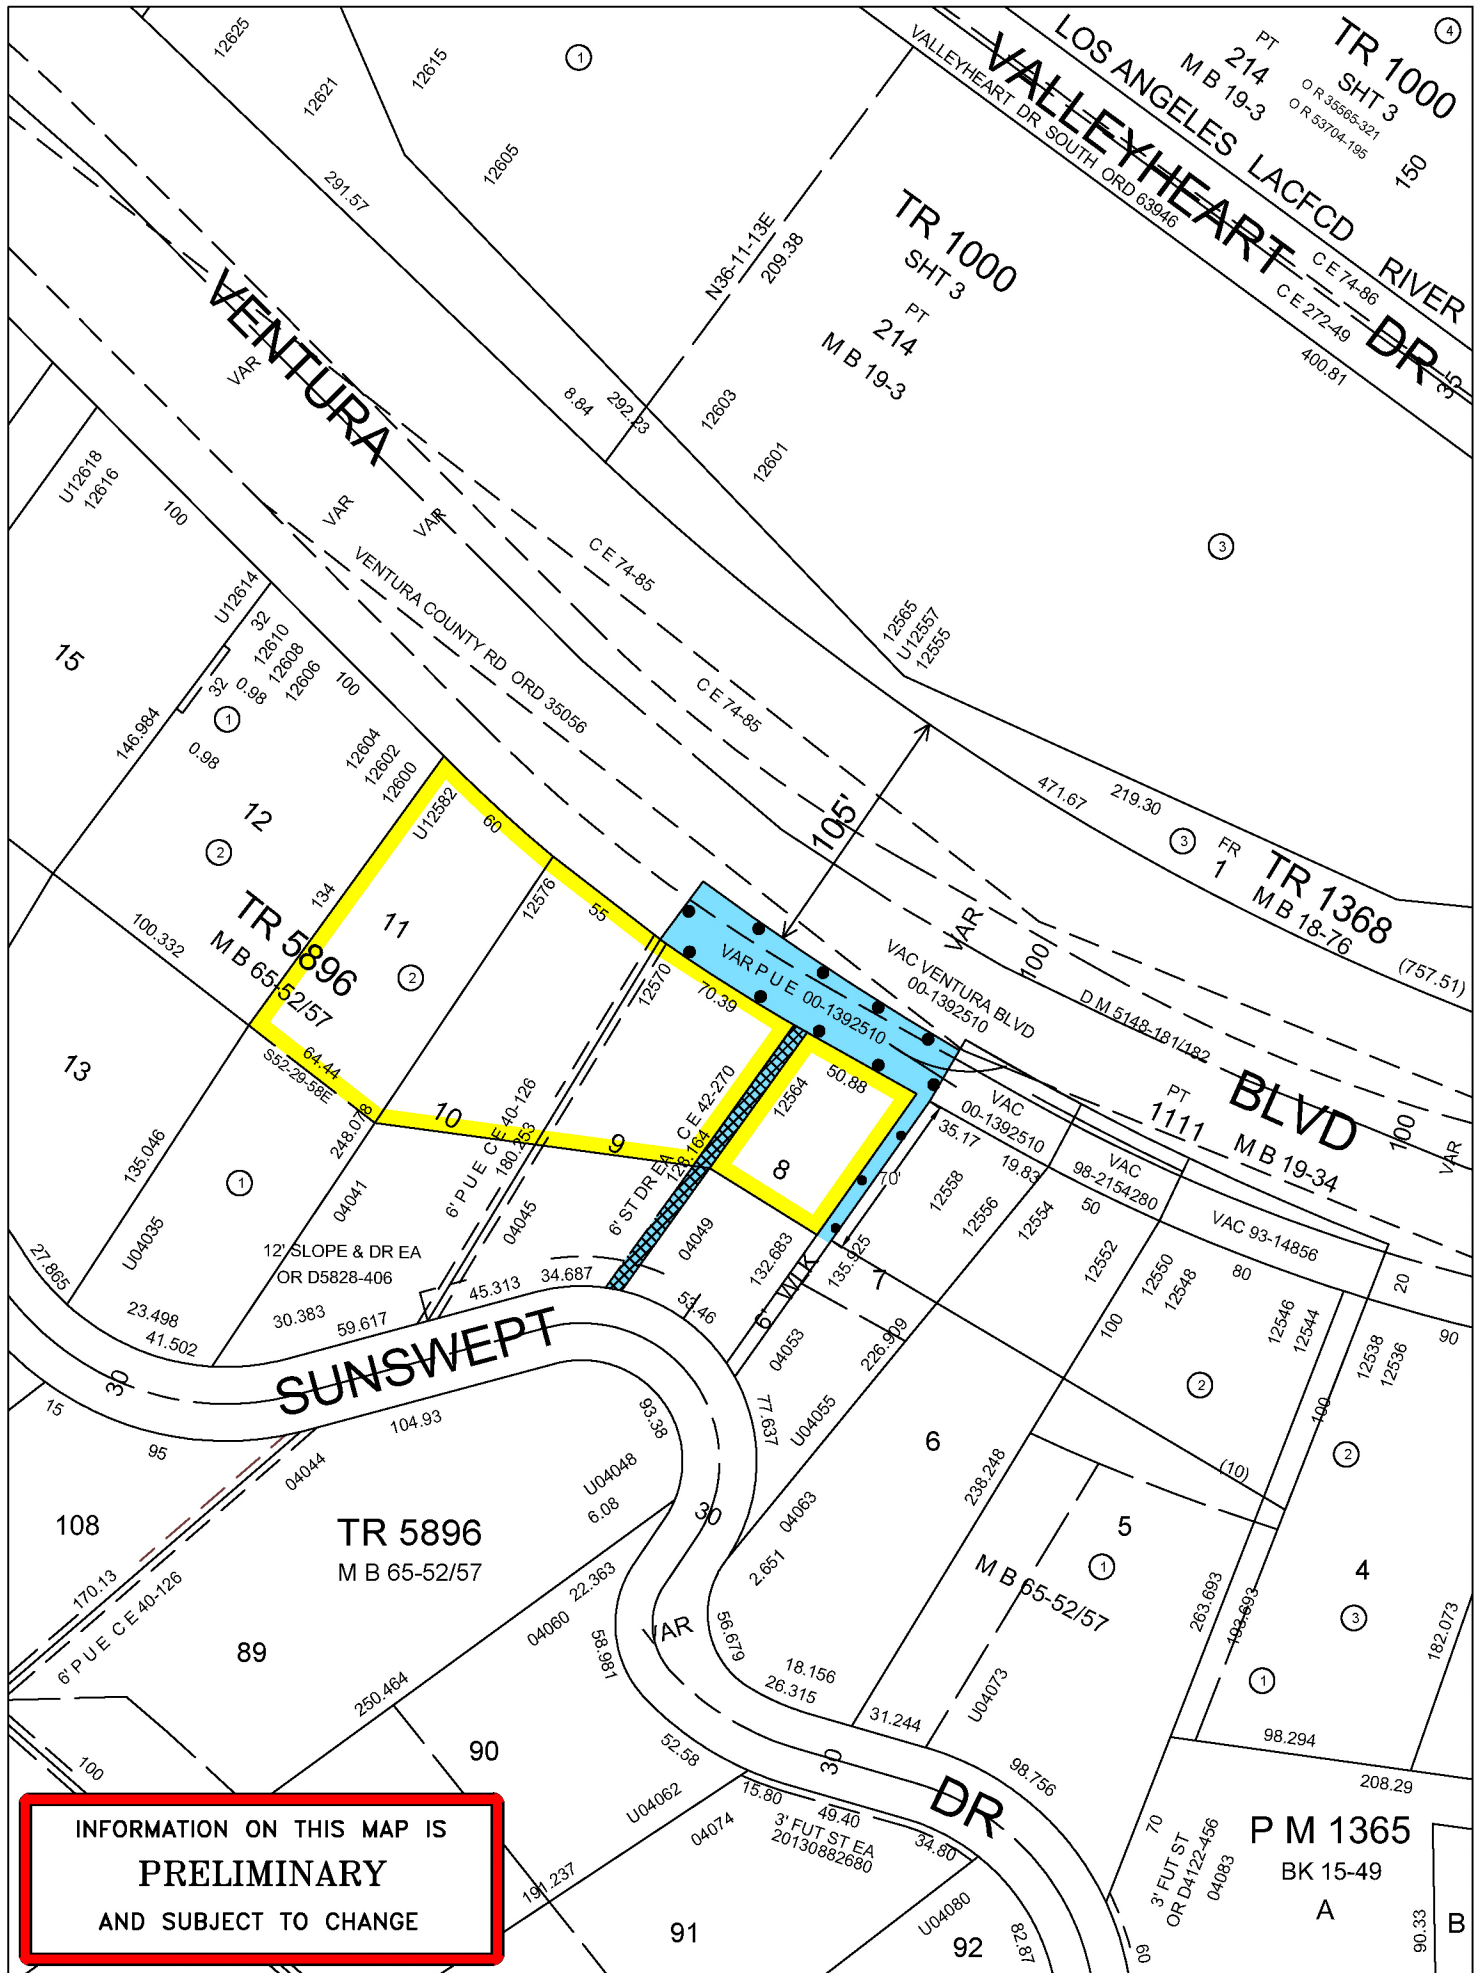 12625
12621
12615
1
12605
291.57
VALLEYHEART DR SOUTH ORD 63946
VALLEYHEART
DR
LOS ANGELES
LACFCD
RIVER
PT
214
M B 19-3
TR 1000
SHT 3
O R 35565-321
O R 53704-195
4
150
C E 74-86
C E 272-49
400.81
35
N36-11-13E
209.38
TR 1000
SHT 3
PT
214
M B 19-3
VENTURA
VAR
VAR
VAR
8.84
292.23
12603
12601
3
C E 74-85
C E 74-85
VENTURA COUNTY RD ORD 35056
U12618
12616
100
15
U12614
32
12610
12608
12606
32
0.98
1
0.98
146.984
100
12604
12602
12600
12
2
12565
U12557
12555
105'
471.67
219.30
3
FR
1
TR 1368
M B 18-76
(757.51)
U12582
60
134
11
2
12576
55
TR 5896
M B 65-52/57
100.332
VAR P U E 00-1392510
VAC VENTURA BLVD
00-1392510
VAR
100
D M 5148-181/182
PT
1111
M B 19-34
BLVD
100
VAR
12570
70.39
64.44
S52-29-58E
13
135.046
1
248.078
10
9
6' P U E C E 40-126
180.253
6' ST DR EA C E 42-270
128.164
12564
50.88
8
VAC
00-1392510
35.17
19.83
VAC
98-2154280
VAC 93-14856
50
80
20
90
70'
12558
12556
12554
12552
12550
12548
12546
12544
12538
12536
04041
04045
04049
132.683
135.925
6' WLK
7
U04035
12' SLOPE & DR EA
OR D5828-406
27.865
23.498
41.502
30.383
59.617
45.313
34.687
53.46
04053
226.909
100
2
100
2
30
SUNSWEPT
15
95
104.93
93.38
77.637
U04055
6
238.248
(10)
04044
U04048
6.08
30
04063
2.651
5
1
M B 65-52/57
4
3
108
TR 5896
M B 65-52/57
170.13
6' P U E C E 40-126
22.363
04060
58.981
VAR
56.679
18.156
26.315
31.244
U04073
263.693
193.693
182.073
1
89
250.464
90
52.58
30
DR
98.756
98.294
208.29
100
U04062
04074
15.80
49.40
34.80
3' FUT ST EA
20130882680
70
3' FUT ST
OR D4122-456
04083
P M 1365
BK 15-49
A
B
90.33
191.237
91
U04080
92
82.87
60
INFORMATION ON THIS MAP IS
PRELIMINARY
AND SUBJECT TO CHANGE